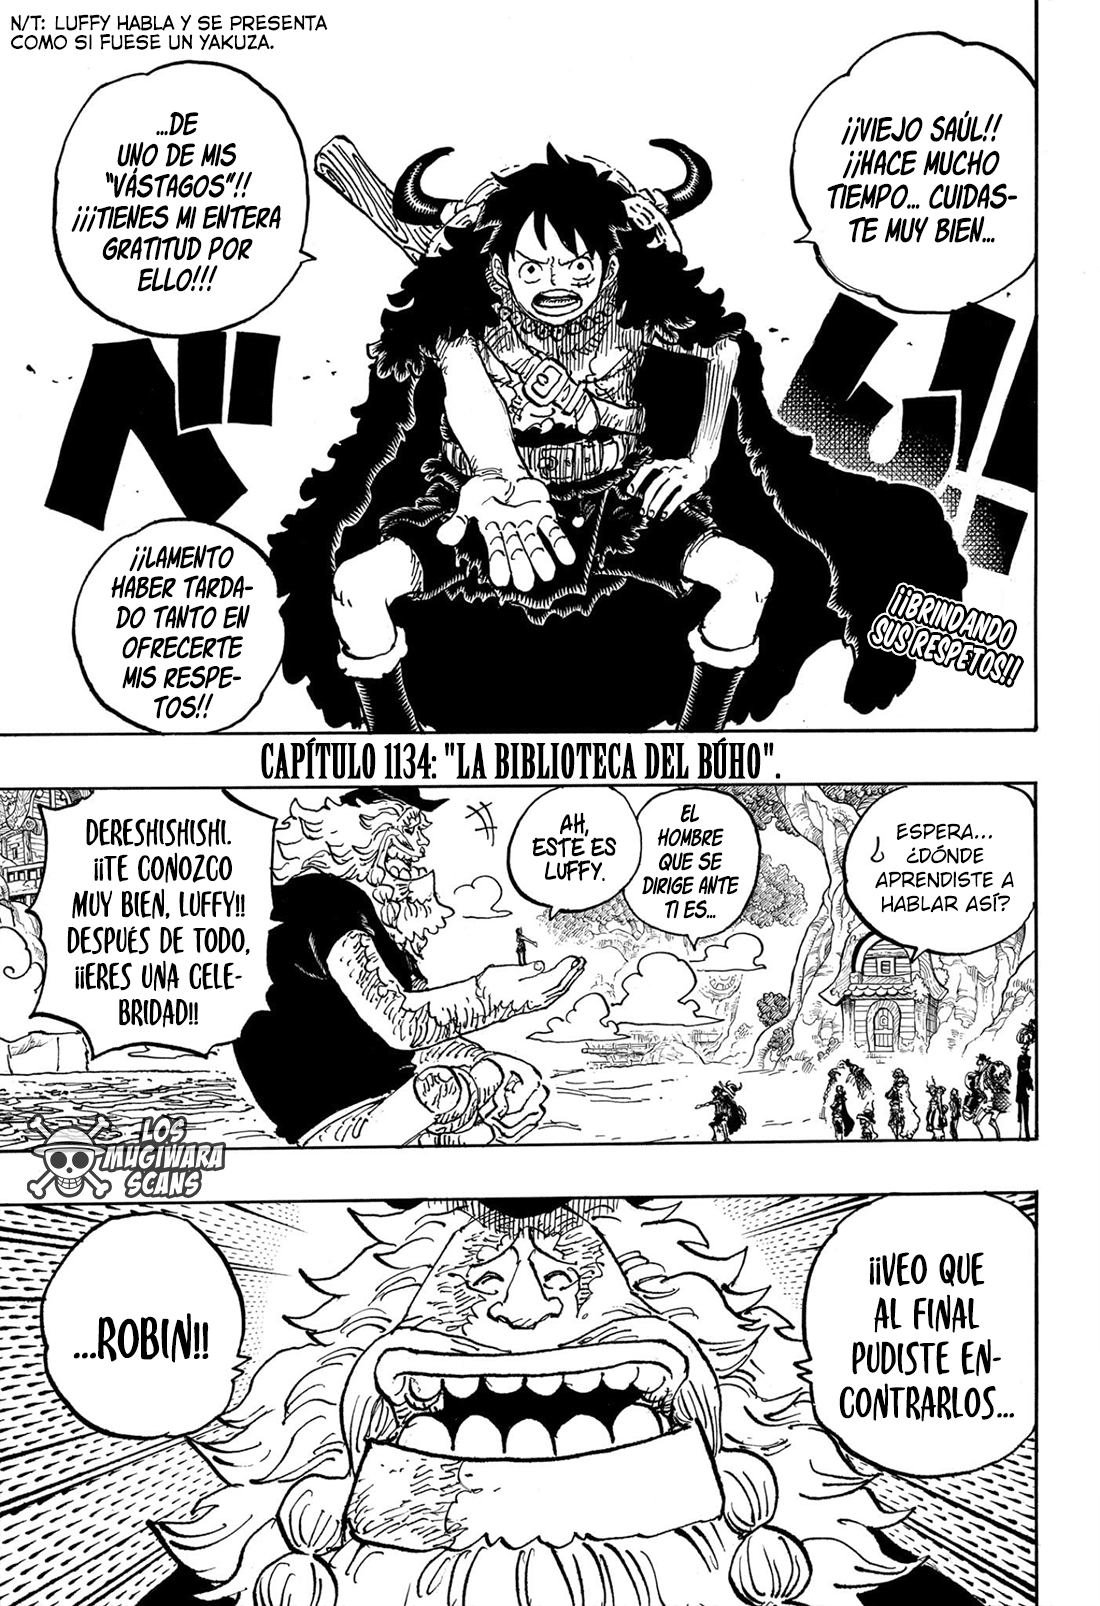 N/T: LUFFY HABLA Y SE PRESENTA
COMO SI FUESE UN YAKUZA.
¡¡VIEJO SAÚL!!
¡¡HACE MUCHO
TIEMPO... CUIDAS-
TE MUY BIEN...
...DE
UNO DE MIS
"VÁSTAGOS"!!
¡¡¡TIENES MI ENTERA
GRATITUD POR
ELLO!!!
べ
ん!!
¡¡LAMENTO
HABER TARDA-
DO TANTO EN
OFRECERTE
MIS RESPE-
TOS!!
¡¡BRINDANDO
SUS RESPETOS!!
CAPÍTULO 1134: "LA BIBLIOTECA DEL BÚHO".
ESPERA...
¿DÓNDE
APRENDISTE A
HABLAR ASÍ?
EL
HOMBRE
QUE SE
DIRIGE ANTE
TI ES...
AH,
ESTE ES
LUFFY.
DERESHISHISHI.
¡¡TE CONOZCO
MUY BIEN, LUFFY!!
DESPUÉS DE TODO,
¡¡ERES UNA CELE-
BRIDAD!!
LOS
MUGIWARA
SCANS
¡¡VEO QUE
AL FINAL
PUDISTE EN-
CONTRARLOS...
...ROBIN!!